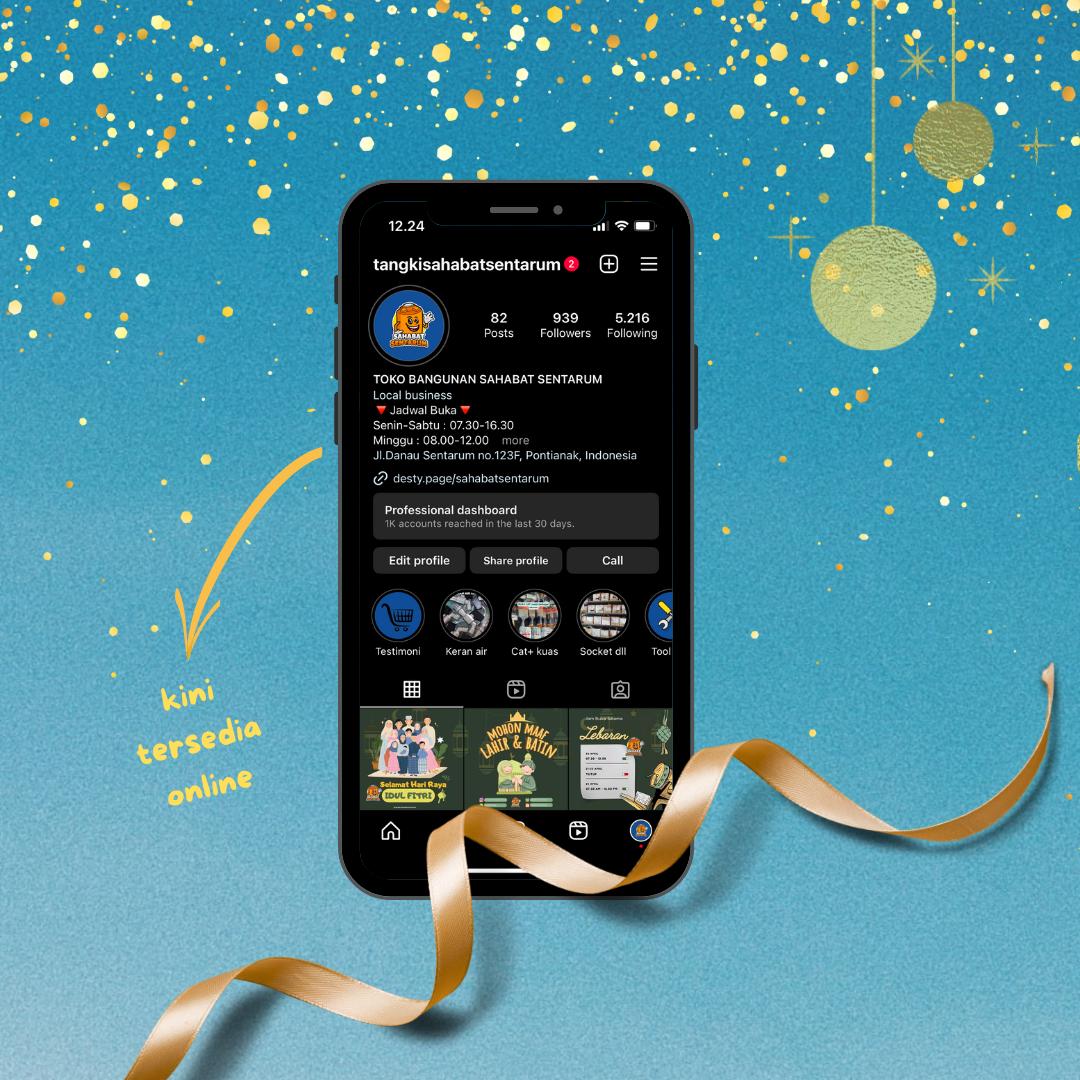 12.24
tangkisahabatsentarum 2
82 939 5.216
Posts Followers Following
SAHABAT
SENTARUM
TOKO BANGUNAN SAHABAT SENTARUM
Local business
🔻 Jadwal Buka 🔻
Senin-Sabtu : 07.30-16.30
Minggu : 08.00-12.00 more
Jl.Danau Sentarum no.123F, Pontianak, Indonesia
desty.page/sahabatsentarum
Professional dashboard
1K accounts reached in the last 30 days.
Edit profile Share profile Call
Testimoni Keran air Cat+ kuas Socket dll Tool
kini
tersedia
online
Selamat Hari Raya
IDUL FITRI
MOHON MAAF
LAHIR & BATIN
Jam Buka Selama
Lebaran
TUTUP